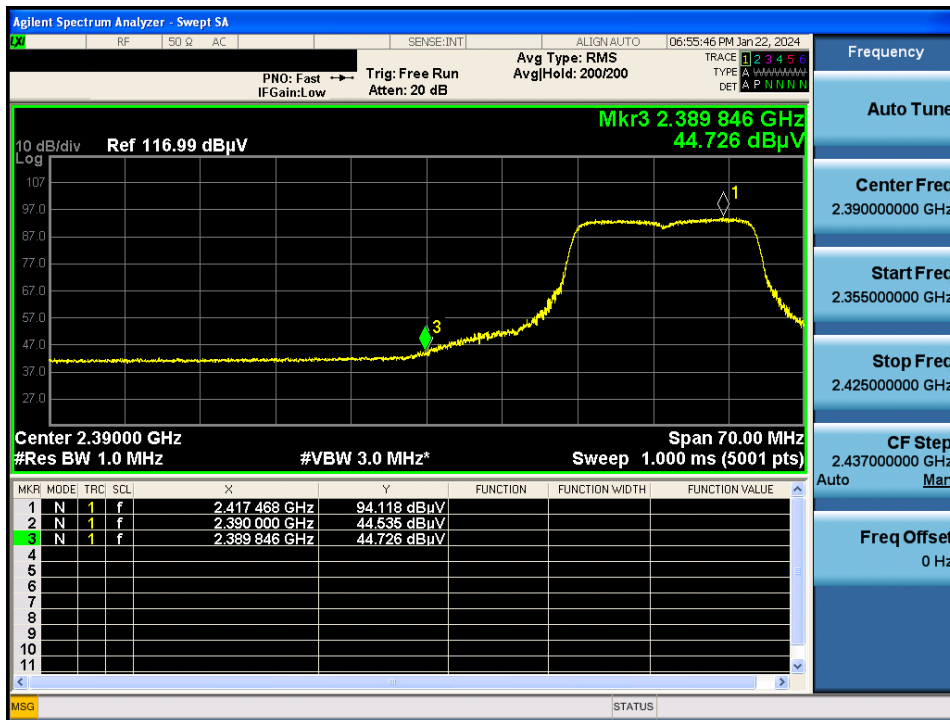 Agilent Spectrum Analyzer - Swept SA
LXI RF 50 Ω AC SENSE:INT ALIGN AUTO 06:55:46 PM Jan 22, 2024
PNO: Fast Trig: Free Run Avg Type: RMS TRACE 1 2 3 4 5 6
IFGain:Low Atten: 20 dB Avg|Hold: 200/200 TYPE A WWWWW
DET A P N N N N
Mkr3 2.389 846 GHz
44.726 dBµV
10 dB/div Ref 116.99 dBµV
Log
107
97.0
87.0
77.0
67.0
57.0
47.0
37.0
27.0
1
3
Center 2.39000 GHz Span 70.00 MHz
#Res BW 1.0 MHz #VBW 3.0 MHz* Sweep 1.000 ms (5001 pts)
MKR MODE TRC SCL X Y FUNCTION FUNCTION WIDTH FUNCTION VALUE
1 N 1 f 2.417 468 GHz 94.118 dBµV
2 N 1 f 2.390 000 GHz 44.535 dBµV
3 N 1 f 2.389 846 GHz 44.726 dBµV
4
5
6
7
8
9
10
11
MSG STATUS
Frequency
Auto Tune
Center Freq
2.390000000 GHz
Start Freq
2.355000000 GHz
Stop Freq
2.425000000 GHz
CF Step
2.437000000 GHz
Auto Man
Freq Offset
0 Hz